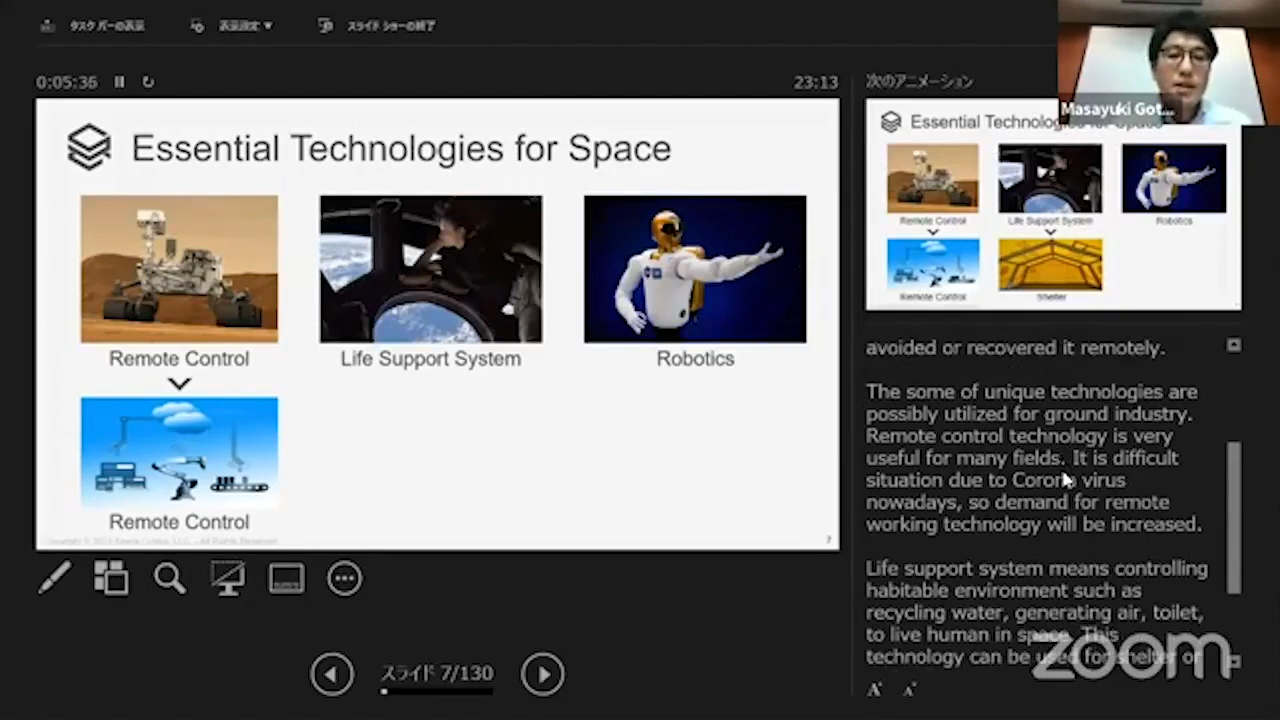 タスク バーの表示
表示設定 ▼
スライド ショーの終了
0:05:36
23:13
次のアニメーション
Masayuki Got...
Essential Technologies for Space
Remote Control
Life Support System
Robotics
Remote Control
7
Essential Technologies for Space
Remote Control
Life Support System
Robotics
Remote Control
Shelter
avoided or recovered it remotely.
The some of unique technologies are
possibly utilized for ground industry.
Remote control technology is very
useful for many fields. It is difficult
situation due to Corona virus
nowadays, so demand for remote
working technology will be increased.
Life support system means controlling
habitable environment such as
recycling water, generating air, toilet,
to live human in space. This
technology can be used for shelter or
zoom
スライド 7/130
A A